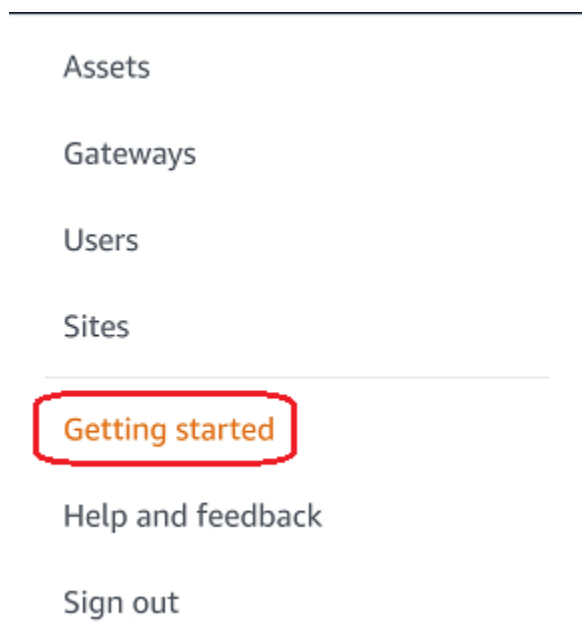 Assets
Gateways
Users
Sites
Getting started
Help and feedback
Sign out